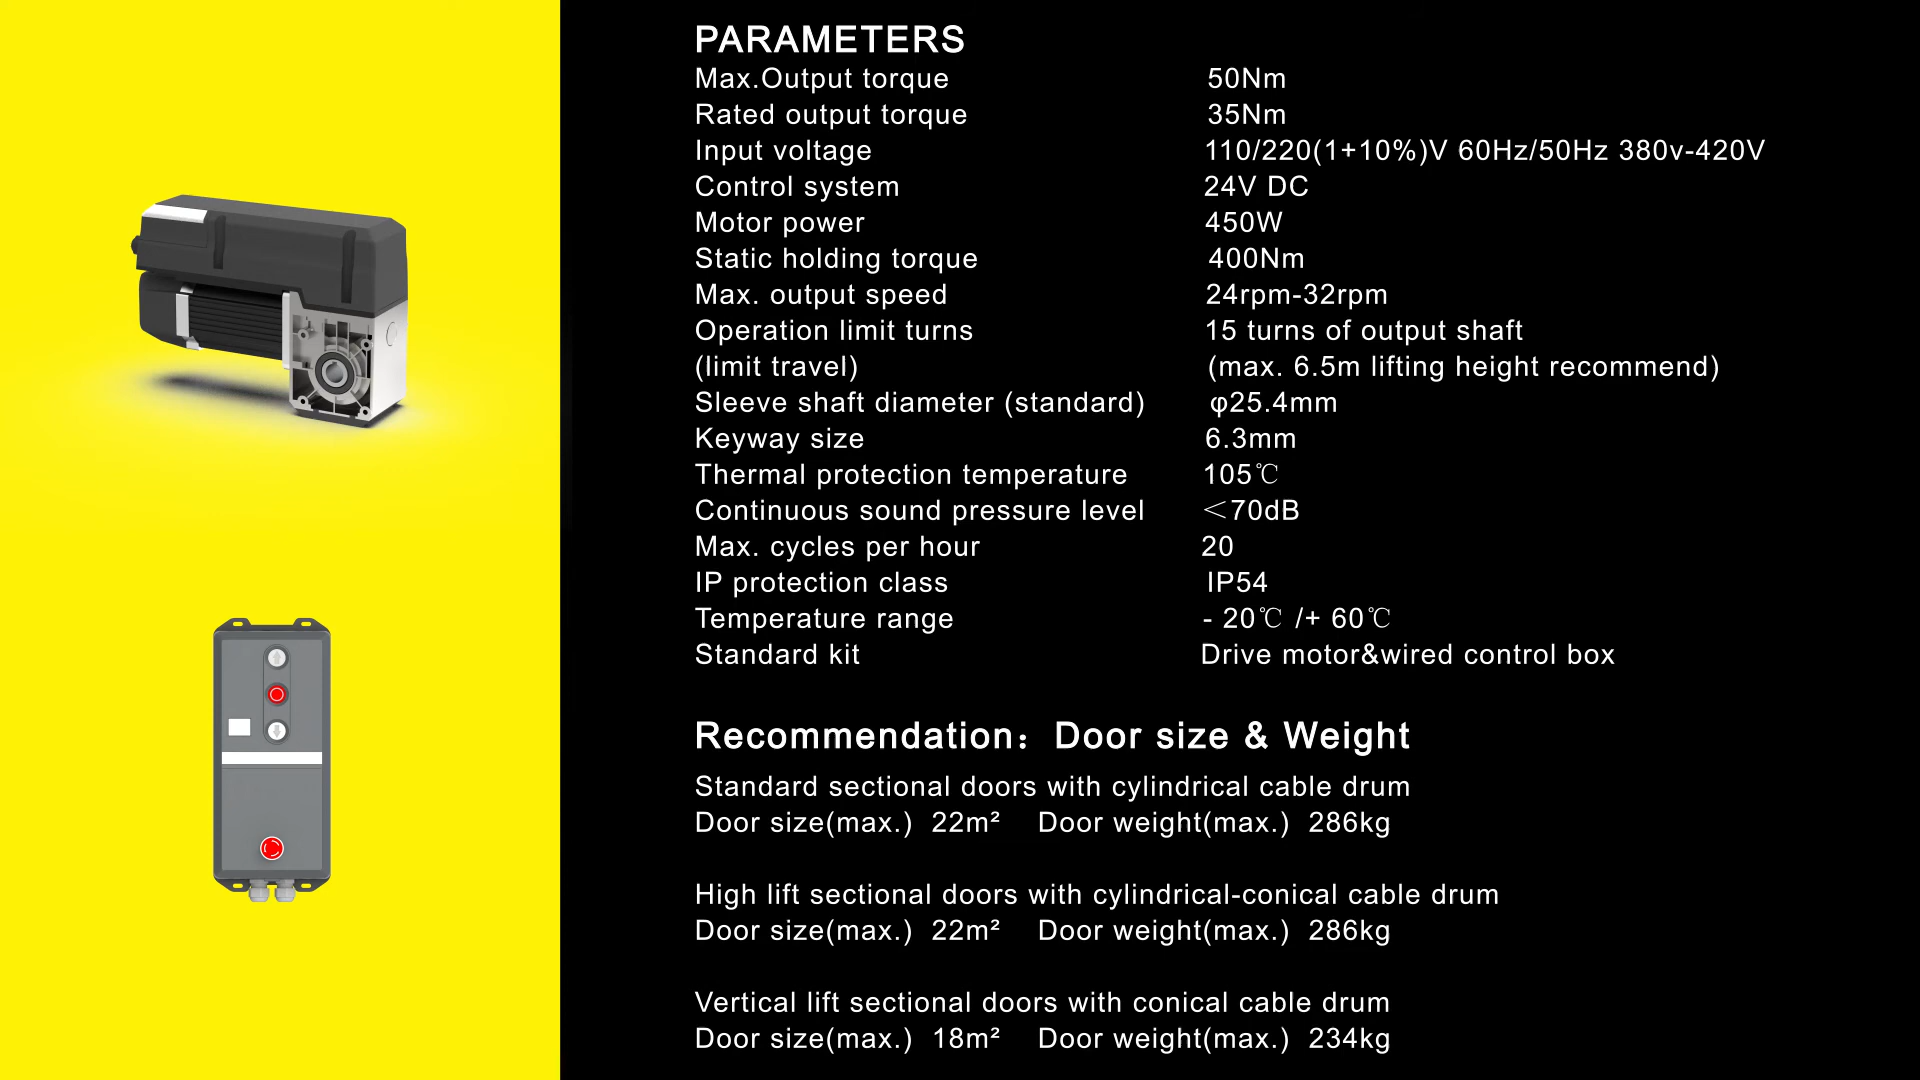 PARAMETERS
Max.Output torque 50Nm
Rated output torque 35Nm
Input voltage 110/220(1+10%)V 60Hz/50Hz 380v-420V
Control system 24V DC
Motor power 450W
Static holding torque 400Nm
Max. output speed 24rpm-32rpm
Operation limit turns 15 turns of output shaft
(limit travel) (max. 6.5m lifting height recommend)
Sleeve shaft diameter (standard) φ25.4mm
Keyway size 6.3mm
Thermal protection temperature 105℃
Continuous sound pressure level ＜70dB
Max. cycles per hour 20
IP protection class IP54
Temperature range - 20℃ /+ 60℃
Standard kit Drive motor&wired control box
Recommendation：Door size & Weight
Standard sectional doors with cylindrical cable drum
Door size(max.) 22m² Door weight(max.) 286kg
High lift sectional doors with cylindrical-conical cable drum
Door size(max.) 22m² Door weight(max.) 286kg
Vertical lift sectional doors with conical cable drum
Door size(max.) 18m² Door weight(max.) 234kg